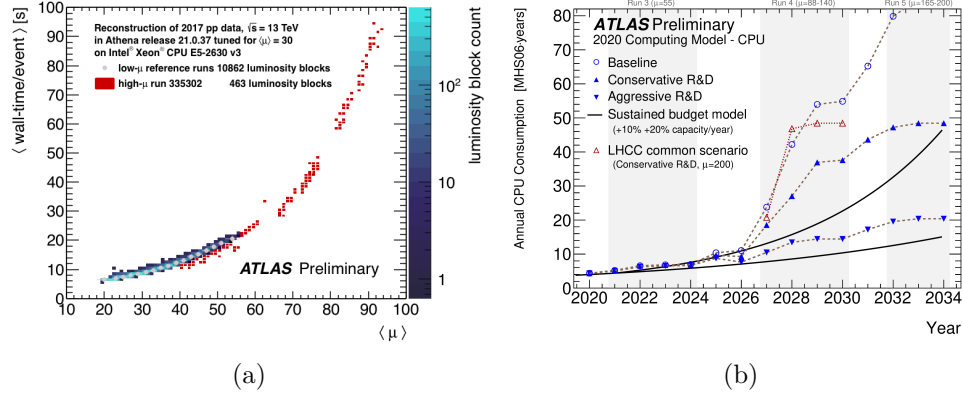 Reconstruction of 2017 pp data, √s = 13 TeV
in Athena release 21.0.37 tuned for ⟨μ⟩ = 30
on Intel® Xeon® CPU E5-2630 v3
low-μ reference runs 10862 luminosity blocks
high-μ run 335302 463 luminosity blocks
⟨ wall-time/event ⟩ [s]
100
90
80
70
60
50
40
30
20
10
0
ATLAS Preliminary
10 20 30 40 50 60 70 80 90 100
⟨ μ ⟩
luminosity block count
10²
10
1
(a)
Run 3 (μ=55) Run 4 (μ=88-140) Run 5 (μ=165-200)
ATLAS Preliminary
2020 Computing Model - CPU
Baseline
Conservative R&D
Aggressive R&D
Sustained budget model
(+10% +20% capacity/year)
LHCC common scenario
(Conservative R&D, μ=200)
Annual CPU Consumption [MHS06-years]
80
70
60
50
40
30
20
10
0
2020 2022 2024 2026 2028 2030 2032 2034
Year
(b)